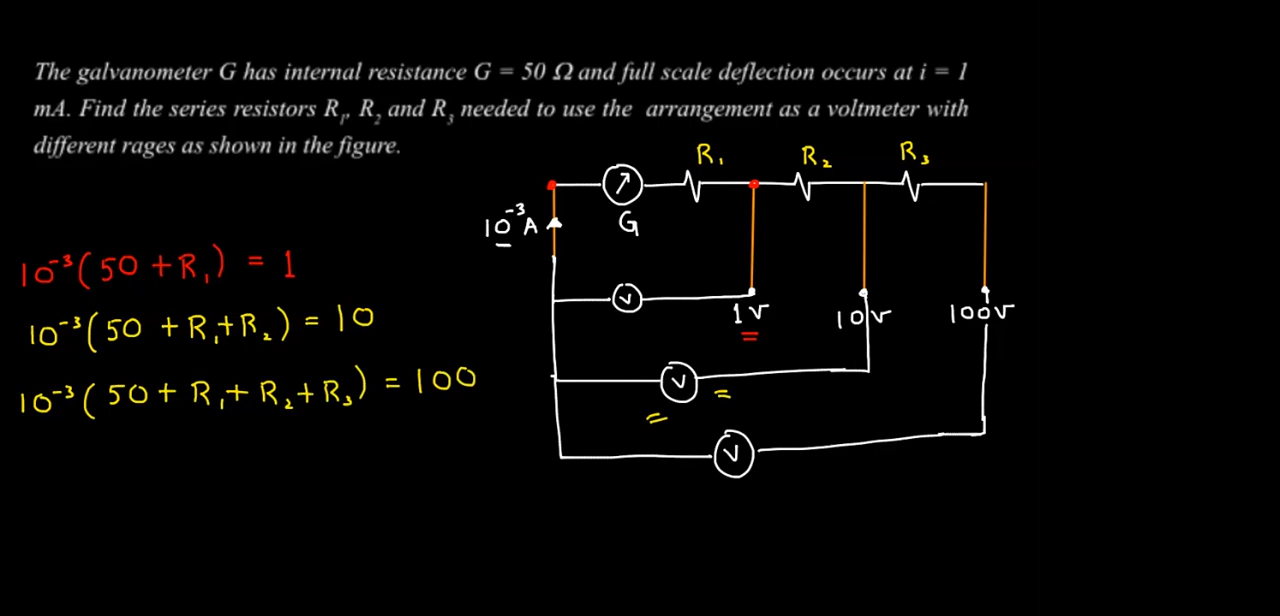 The galvanometer G has internal resistance G = 50 Ω and full scale deflection occurs at i = 1
mA. Find the series resistors R₁, R₂ and R₃ needed to use the arrangement as a voltmeter with
different rages as shown in the figure.
R₁ R₂ R₃
10⁻³A G
10⁻³(50 + R₁) = 1
10⁻³(50 + R₁ + R₂) = 10
10⁻³(50 + R₁ + R₂ + R₃) = 100
V
1V 10V 100V
=
V =
=
V